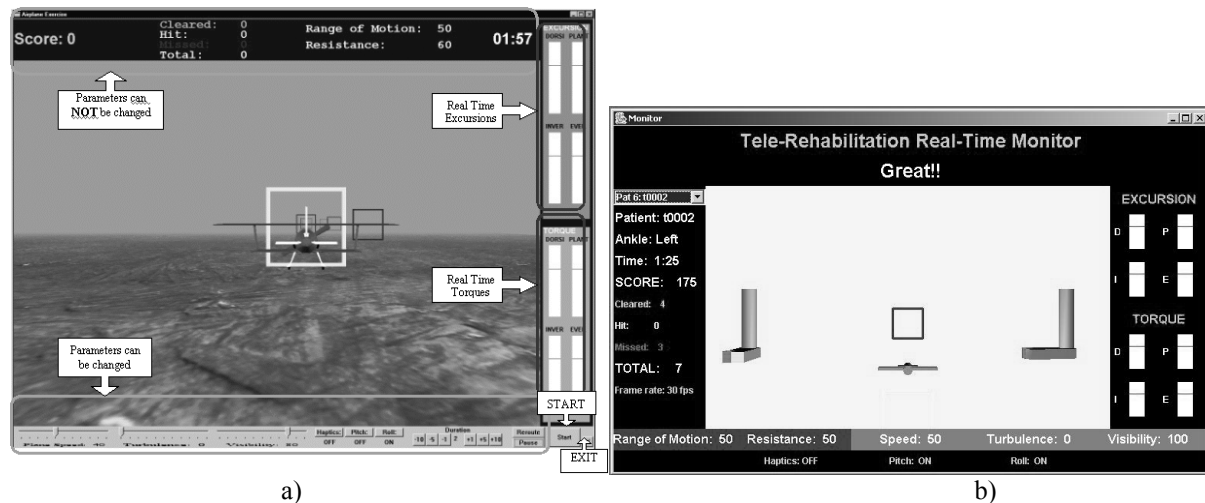 Airplane Exercise
Score: 0
Cleared: 0
Hit: 0
Missed: 0
Total: 0
Range of Motion: 50
Resistance: 60
01:57
EXCURSION
DORSI PLANT
INVER EVER
TORQUE
DORSI PLANT
INVER EVER
Parameters can
NOT be changed
Real Time
Excursions
Real Time
Torques
Parameters can
be changed
START
EXIT
Plane Speed: 40 Turbulence: 0 Visibility: 80
Haptics: Pitch: Roll:
OFF OFF ON
Duration
-10 -5 -1 2 +1 +5 +10
Reroute
Pause
Start
a)
Monitor
Tele-Rehabilitation Real-Time Monitor
Great!!
Pat 6: t0002
Patient: t0002
Ankle: Left
Time: 1:25
SCORE: 175
Cleared: 4
Hit: 0
Missed: 3
TOTAL: 7
Frame rate: 30 fps
EXCURSION
D P
I E
TORQUE
D P
I E
Range of Motion: 50 Resistance: 50 Speed: 50 Turbulence: 0 Visibility: 100
Haptics: OFF Pitch: ON Roll: ON
b)